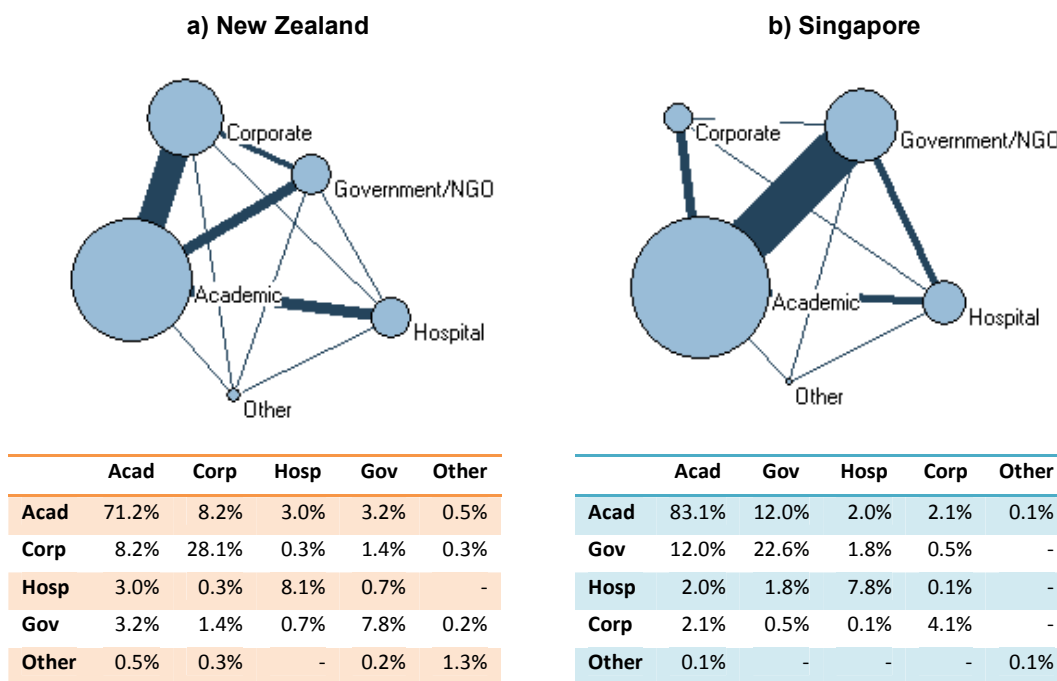 a) New Zealand
b) Singapore
Corporate
Government/NGO
Academic
Hospital
Other
Corporate
Government/NGO
Academic
Hospital
Other
Acad Corp Hosp Gov Other
Acad 71.2% 8.2% 3.0% 3.2% 0.5%
Corp 8.2% 28.1% 0.3% 1.4% 0.3%
Hosp 3.0% 0.3% 8.1% 0.7% -
Gov 3.2% 1.4% 0.7% 7.8% 0.2%
Other 0.5% 0.3% - 0.2% 1.3%
Acad Gov Hosp Corp Other
Acad 83.1% 12.0% 2.0% 2.1% 0.1%
Gov 12.0% 22.6% 1.8% 0.5% -
Hosp 2.0% 1.8% 7.8% 0.1% -
Corp 2.1% 0.5% 0.1% 4.1% -
Other 0.1% - - - 0.1%